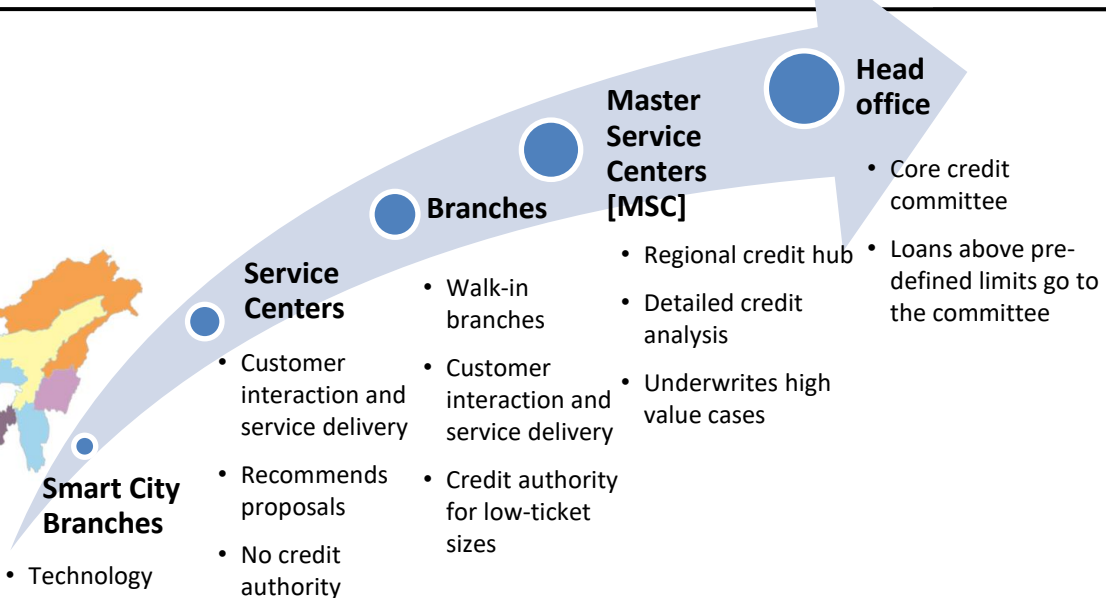 Smart City
Branches
• Technology
Service
Centers
• Customer
interaction and
service delivery
• Recommends
proposals
• No credit
authority
Branches
• Walk-in
branches
• Customer
interaction and
service delivery
• Credit authority
for low-ticket
sizes
Master
Service
Centers
[MSC]
• Regional credit hub
• Detailed credit
analysis
• Underwrites high
value cases
Head
office
• Core credit
committee
• Loans above pre-
defined limits go to
the committee